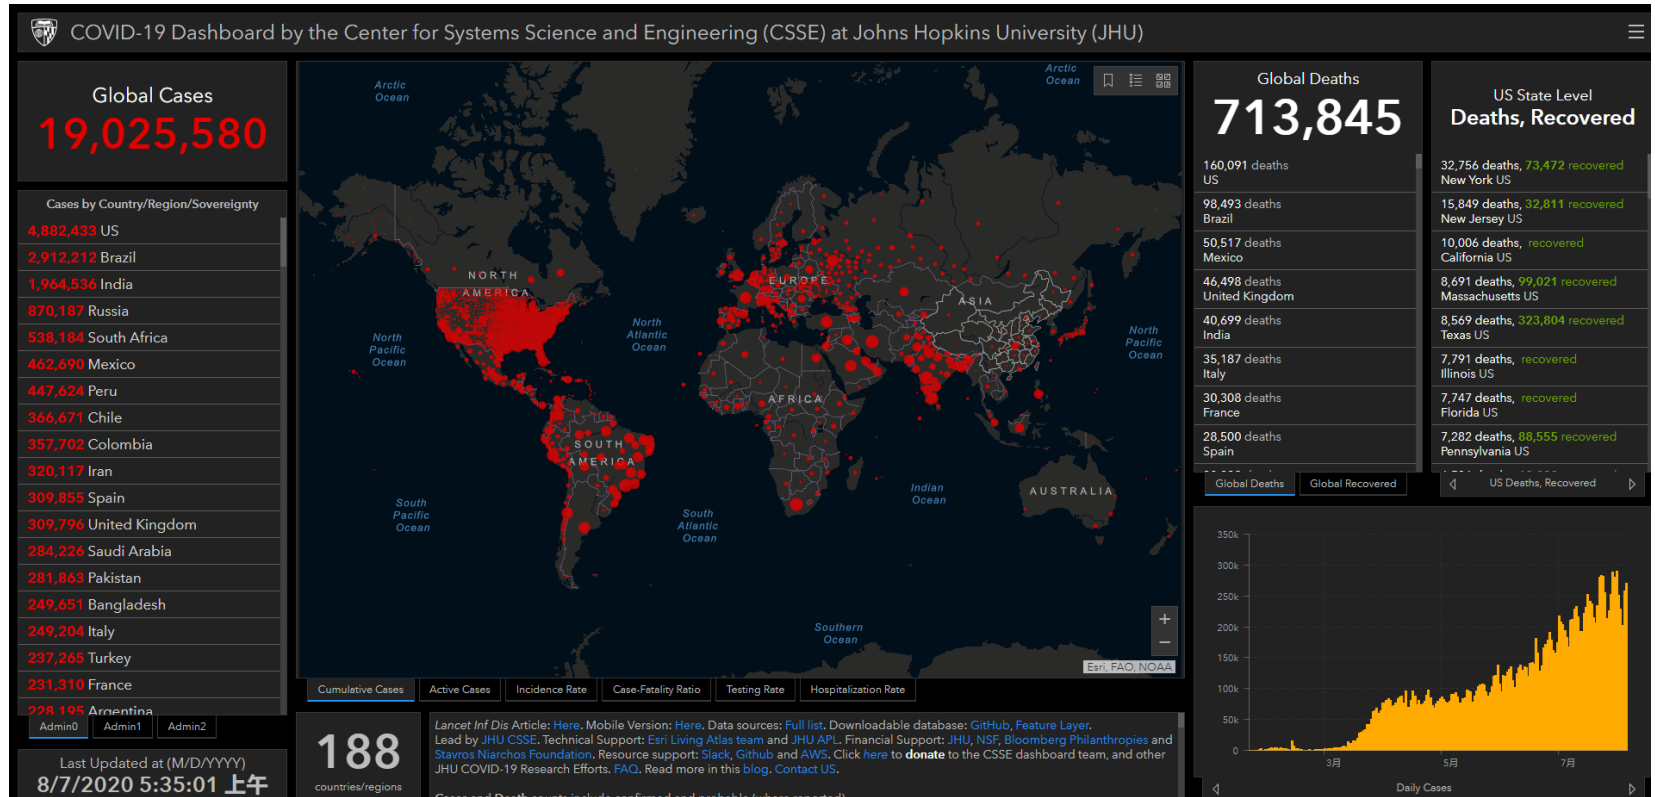 COVID-19 Dashboard by the Center for Systems Science and Engineering (CSSE) at Johns Hopkins University (JHU)
Global Cases
19,025,580
Cases by Country/Region/Sovereignty
4,882,433 US
2,912,212 Brazil
1,964,536 India
870,187 Russia
538,184 South Africa
462,690 Mexico
447,624 Peru
366,671 Chile
357,702 Colombia
320,117 Iran
309,855 Spain
309,796 United Kingdom
284,226 Saudi Arabia
281,863 Pakistan
249,651 Bangladesh
249,204 Italy
237,265 Turkey
231,310 France
228,195 Argentina
Admin0
Admin1
Admin2
Last Updated at (M/D/YYYY)
8/7/2020 5:35:01 上午
Arctic
Ocean
Arctic
Ocean
NORTH
AMERICA
EUROPE
ASIA
North
Pacific
Ocean
North
Atlantic
Ocean
North
Pacific
Ocean
AFRICA
SOUTH
AMERICA
South
Pacific
Ocean
South
Atlantic
Ocean
Indian
Ocean
AUSTRALIA
Southern
Ocean
+
−
Esri, FAO, NOAA
Cumulative Cases
Active Cases
Incidence Rate
Case-Fatality Ratio
Testing Rate
Hospitalization Rate
188
countries/regions
Lancet Inf Dis Article: Here. Mobile Version: Here. Data sources: Full list. Downloadable database: GitHub, Feature Layer.
Lead by JHU CSSE. Technical Support: Esri Living Atlas team and JHU APL. Financial Support: JHU, NSF, Bloomberg Philanthropies and
Stavros Niarchos Foundation. Resource support: Slack, Github and AWS. Click here to donate to the CSSE dashboard team, and other
JHU COVID-19 Research Efforts. FAQ. Read more in this blog. Contact US.
Cases and Death counts include confirmed and probable (where reported)
Global Deaths
713,845
160,091 deaths
US
98,493 deaths
Brazil
50,517 deaths
Mexico
46,498 deaths
United Kingdom
40,699 deaths
India
35,187 deaths
Italy
30,308 deaths
France
28,500 deaths
Spain
Global Deaths
Global Recovered
US State Level
Deaths, Recovered
32,756 deaths, 73,472 recovered
New York US
15,849 deaths, 32,811 recovered
New Jersey US
10,006 deaths, recovered
California US
8,691 deaths, 99,021 recovered
Massachusetts US
8,569 deaths, 323,804 recovered
Texas US
7,791 deaths, recovered
Illinois US
7,747 deaths, recovered
Florida US
7,282 deaths, 88,555 recovered
Pennsylvania US
US Deaths, Recovered
350k
300k
250k
200k
150k
100k
50k
0
3月
5月
7月
Daily Cases